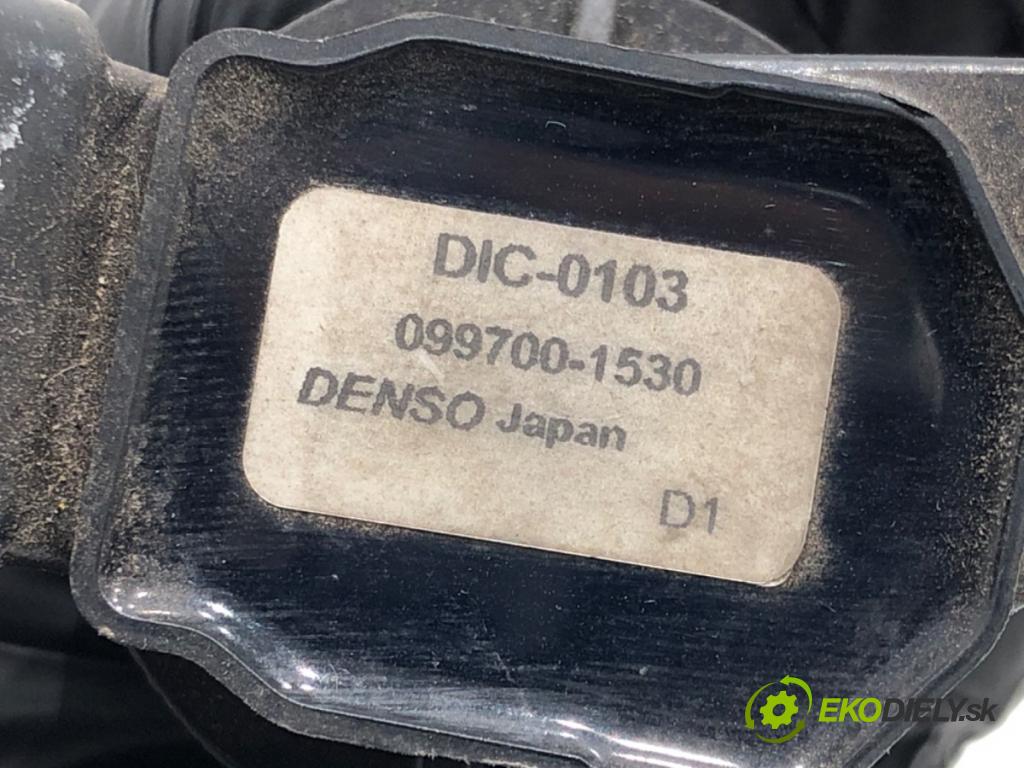 DIC-0103
099700-1530
DENSO Japan
D1
EKODIELY.sk